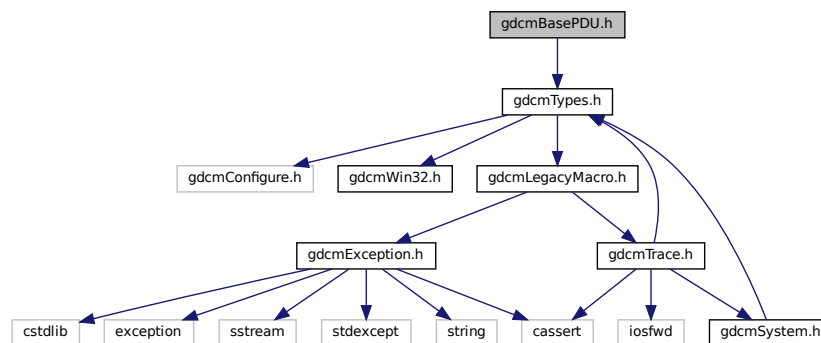 gdcmBasePDU.h
gdcmTypes.h
gdcmConfigure.h
gdcmWin32.h
gdcmLegacyMacro.h
gdcmException.h
gdcmTrace.h
cstdlib
exception
sstream
stdexcept
string
cassert
iosfwd
gdcmSystem.h